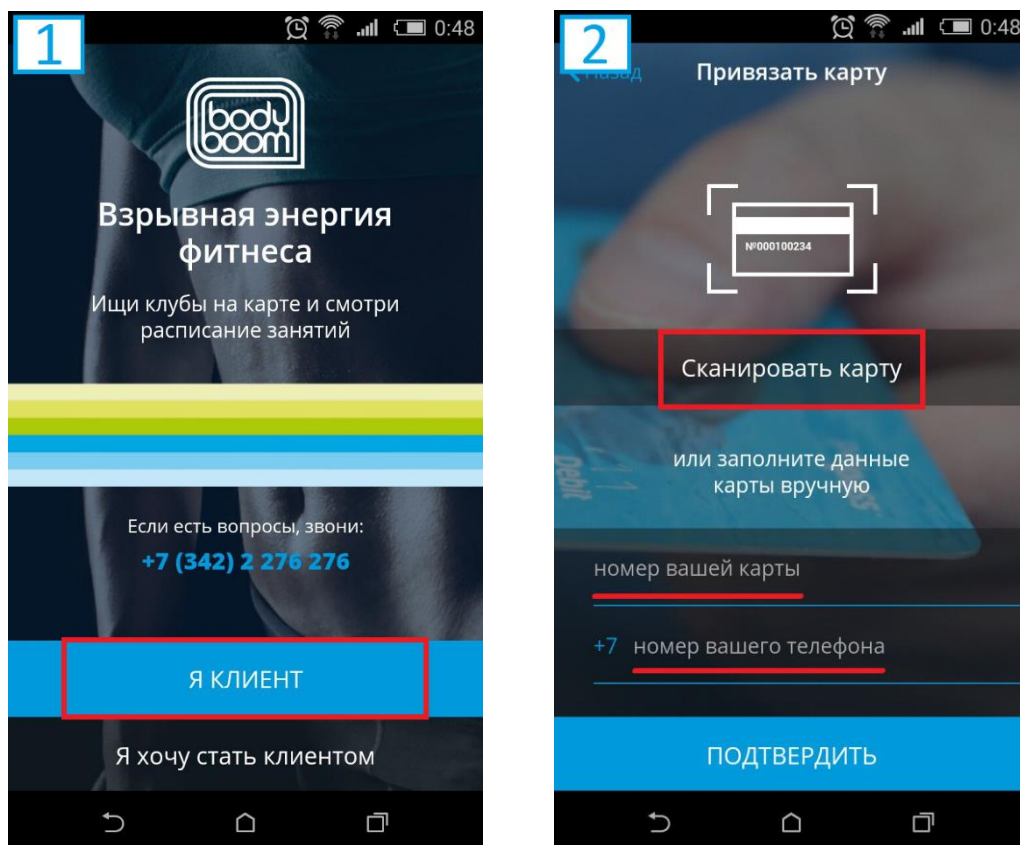 1
0:48
body
boom
Взрывная энергия
фитнеса
Ищи клубы на карте и смотри
расписание занятий
Если есть вопросы, звони:
+7 (342) 2 276 276
Я КЛИЕНТ
Я хочу стать клиентом
2
0:48
Назад
Привязать карту
№000100234
Сканировать карту
или заполните данные
карты вручную
debit
номер вашей карты
+7 номер вашего телефона
ПОДТВЕРДИТЬ